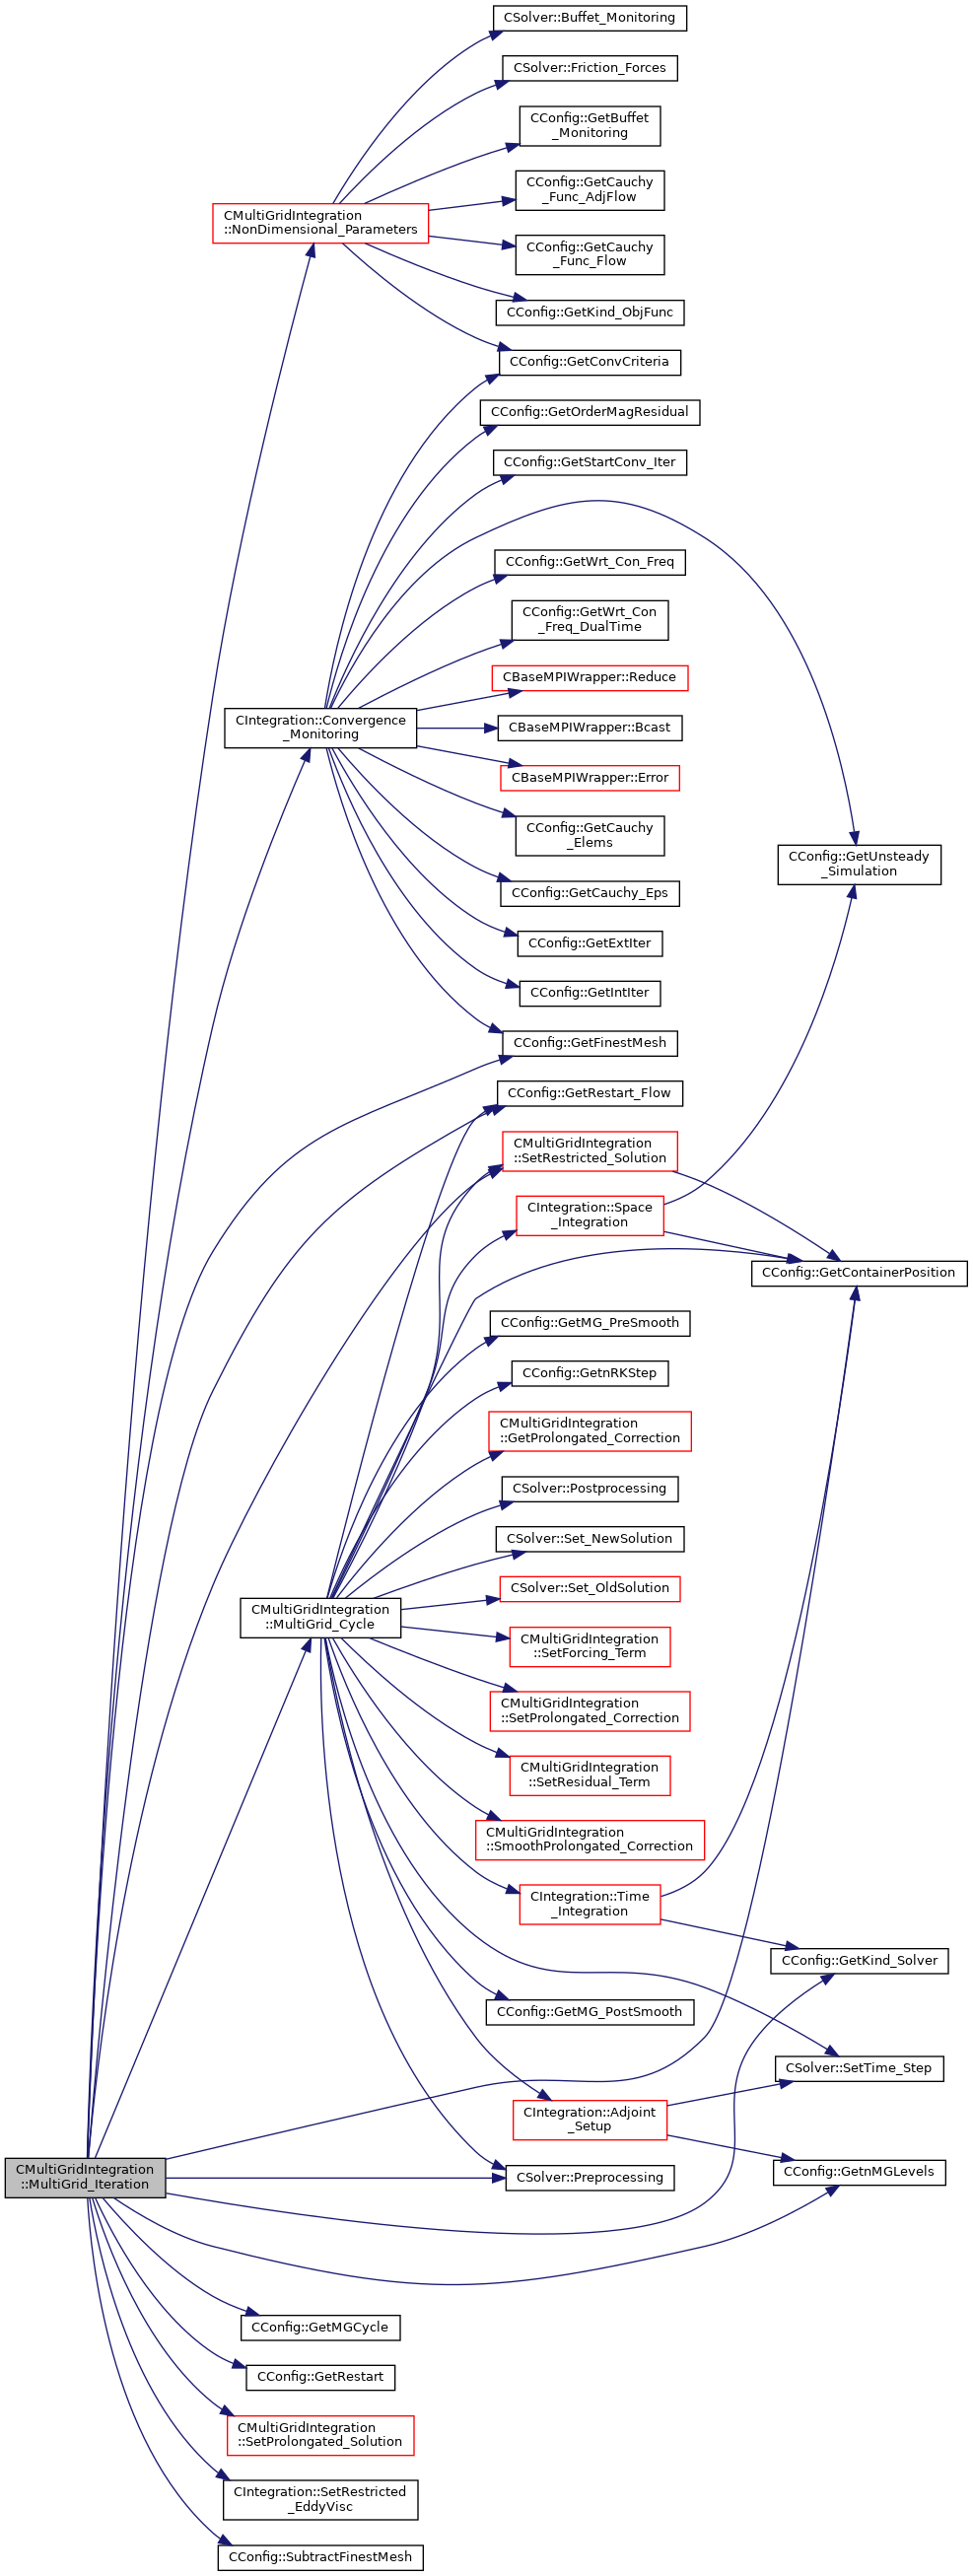 CSolver::Buffet_Monitoring
CSolver::Friction_Forces
CConfig::GetBuffet
_Monitoring
CConfig::GetCauchy
_Func_AdjFlow
CMultiGridIntegration
::NonDimensional_Parameters
CConfig::GetCauchy
_Func_Flow
CConfig::GetKind_ObjFunc
CConfig::GetConvCriteria
CConfig::GetOrderMagResidual
CConfig::GetStartConv_Iter
CConfig::GetWrt_Con_Freq
CConfig::GetWrt_Con
_Freq_DualTime
CBaseMPIWrapper::Reduce
CIntegration::Convergence
_Monitoring
CBaseMPIWrapper::Bcast
CBaseMPIWrapper::Error
CConfig::GetCauchy
_Elems
CConfig::GetUnsteady
_Simulation
CConfig::GetCauchy_Eps
CConfig::GetExtIter
CConfig::GetIntIter
CConfig::GetFinestMesh
CConfig::GetRestart_Flow
CMultiGridIntegration
::SetRestricted_Solution
CIntegration::Space
_Integration
CConfig::GetContainerPosition
CConfig::GetMG_PreSmooth
CConfig::GetnRKStep
CMultiGridIntegration
::GetProlongated_Correction
CSolver::Postprocessing
CSolver::Set_NewSolution
CSolver::Set_OldSolution
CMultiGridIntegration
::MultiGrid_Cycle
CMultiGridIntegration
::SetForcing_Term
CMultiGridIntegration
::SetProlongated_Correction
CMultiGridIntegration
::SetResidual_Term
CMultiGridIntegration
::SmoothProlongated_Correction
CIntegration::Time
_Integration
CConfig::GetKind_Solver
CConfig::GetMG_PostSmooth
CSolver::SetTime_Step
CIntegration::Adjoint
_Setup
CMultiGridIntegration
::MultiGrid_Iteration
CSolver::Preprocessing
CConfig::GetnMGLevels
CConfig::GetMGCycle
CConfig::GetRestart
CMultiGridIntegration
::SetProlongated_Solution
CIntegration::SetRestricted
_EddyVisc
CConfig::SubtractFinestMesh